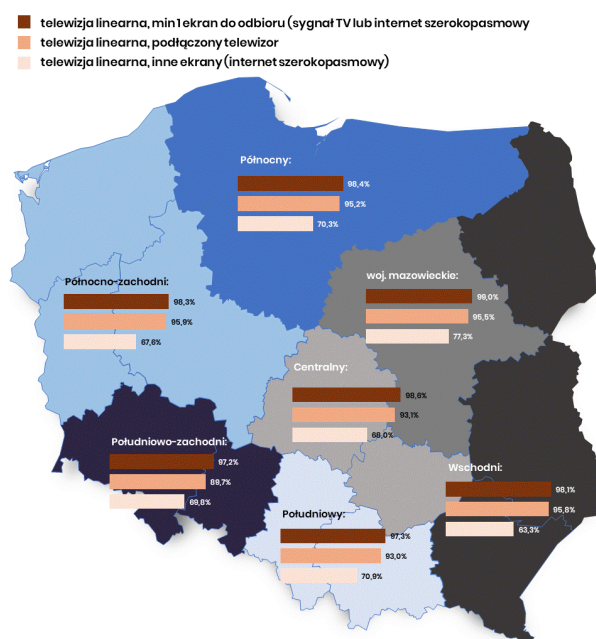 telewizja linearna, min 1 ekran do odbioru (sygnał TV lub internet szerokopasmowy
telewizja linearna, podłączony telewizor
telewizja linearna, inne ekrany (internet szerokopasmowy)
Północny:
98,4%
95,2%
70,3%
Północno-zachodni:
98,3%
95,9%
67,6%
woj. mazowieckie:
99,0%
95,5%
77,3%
Centralny:
98,6%
93,1%
68,0%
Południowo-zachodni:
97,2%
89,7%
69,8%
Wschodni:
98,1%
95,8%
63,3%
Południowy:
97,3%
93,0%
70,9%